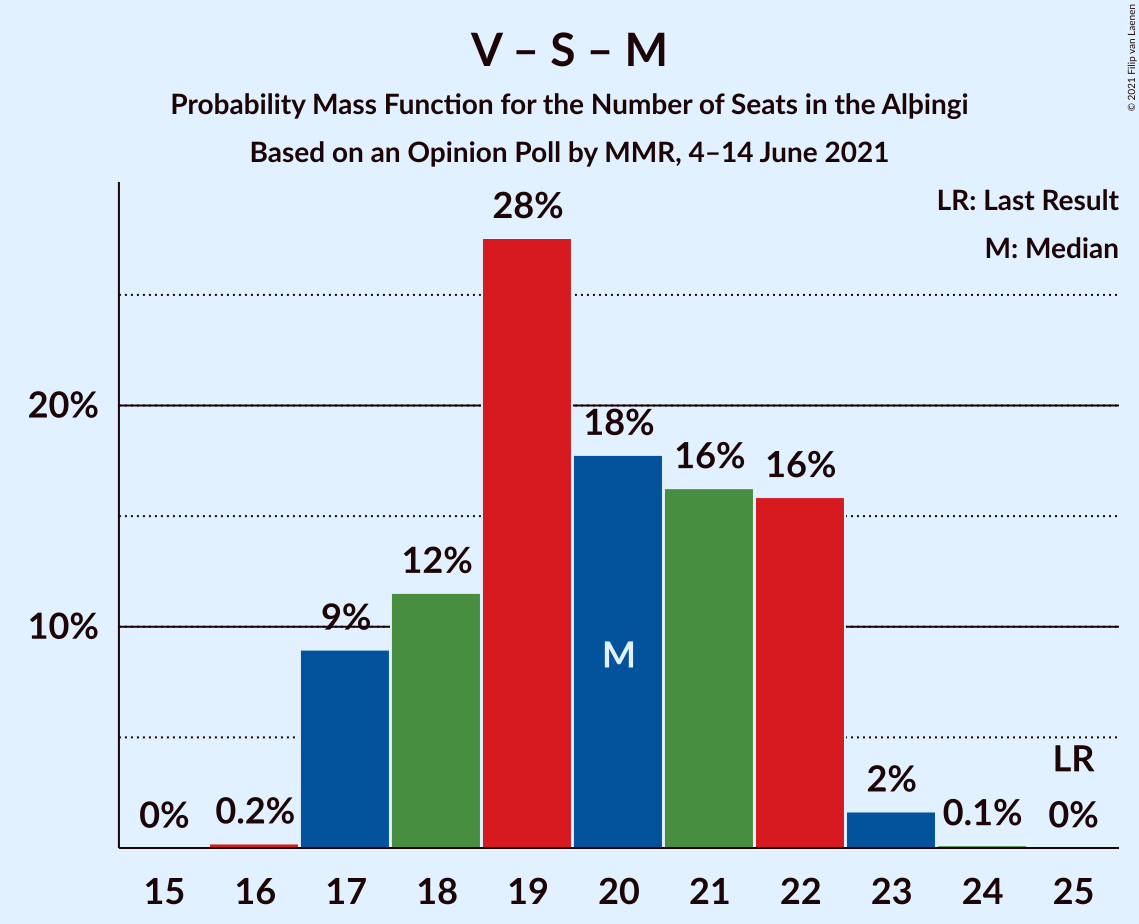 V – S – M
Probability Mass Function for the Number of Seats in the Alþingi
Based on an Opinion Poll by MMR, 4–14 June 2021
© 2021 Filip van Laenen
LR: Last Result
M: Median
20%
10%
0%
0.2%
9%
12%
28%
18%
16%
16%
2%
0.1%
0%
LR
M
15 16 17 18 19 20 21 22 23 24 25